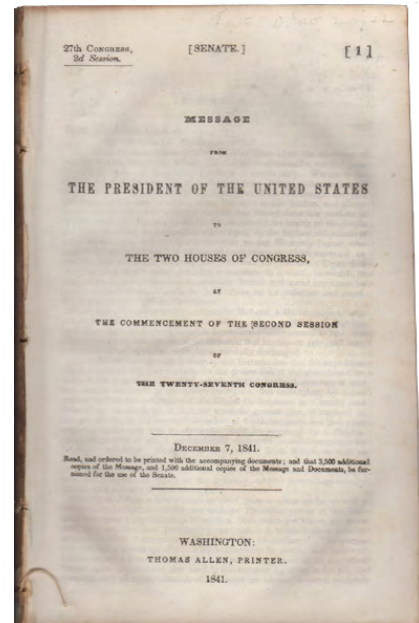 27th Congress, [SENATE.] [1]
2d Session.
MESSAGE
FROM
THE PRESIDENT OF THE UNITED STATES
TO
THE TWO HOUSES OF CONGRESS,
AT
THE COMMENCEMENT OF THE SECOND SESSION
OF
THE TWENTY-SEVENTH CONGRESS.
December 7, 1841.
Read, and ordered to be printed with the accompanying documents; and that 3,500 additional
copies of the Message, and 1,500 additional copies of the Message and Documents, be fur-
nished for the use of the Senate.
WASHINGTON:
THOMAS ALLEN, PRINTER.
1841.